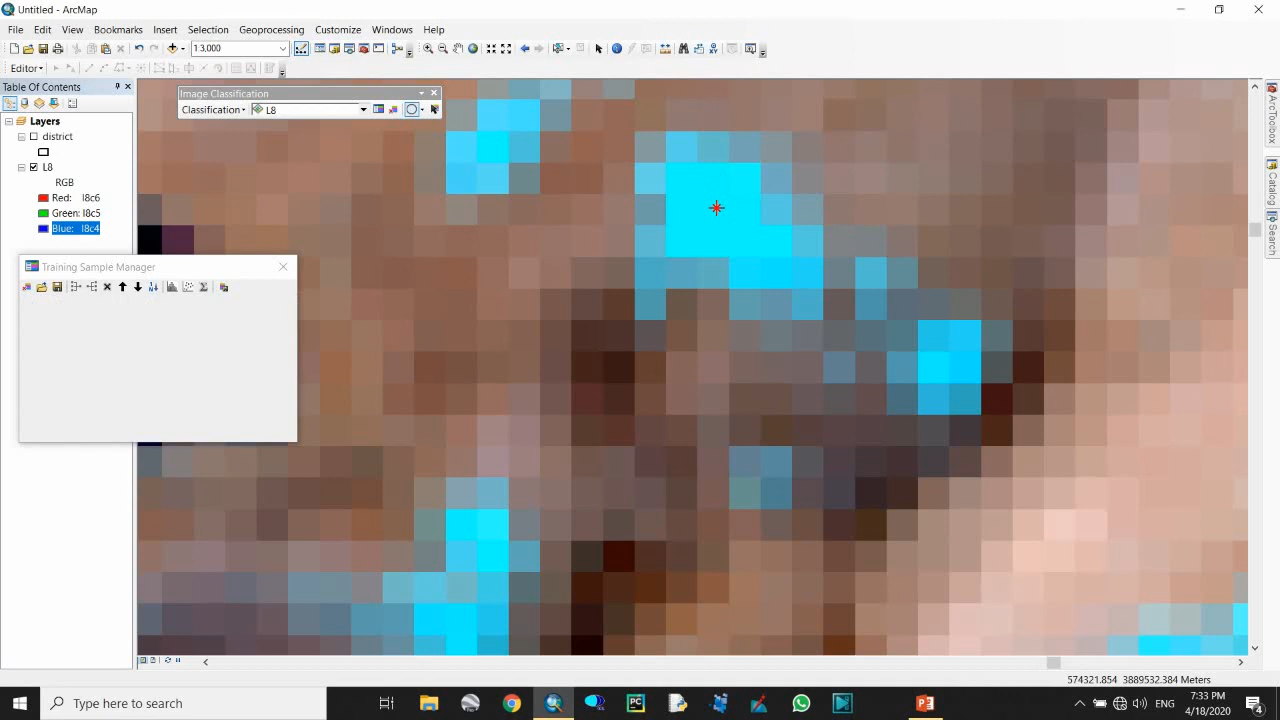 Untitled - ArcMap
File Edit View Bookmarks Insert Selection Geoprocessing Customize Windows Help
1:3,000
Editor
Table Of Contents
Layers
district
L8
RGB
Red: l8c6
Green: l8c5
Blue: l8c4
Image Classification
Classification L8
Training Sample Manager
ArcToolbox
Catalog
Search
574321.854 3889532.384 Meters
Type here to search
ENG
7:33 PM
4/18/2020
4